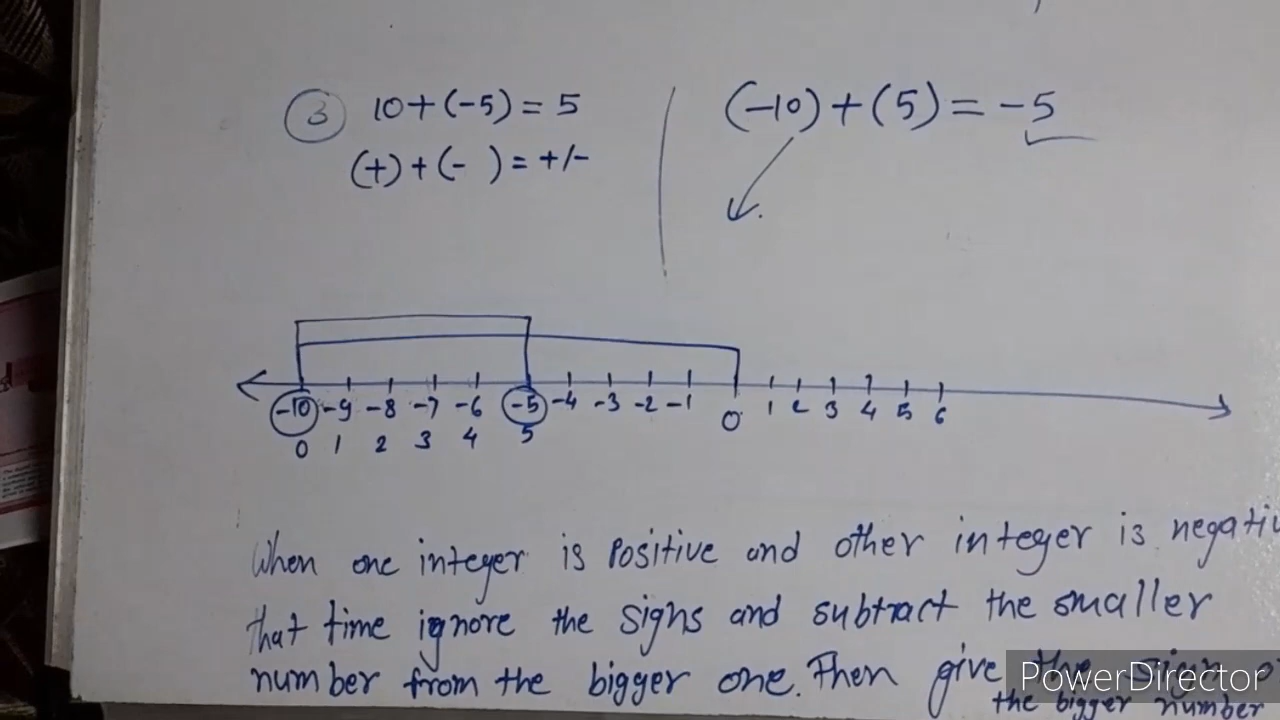 3 10+(-5)=5
(+)+(- )=+/-
(-10)+(5)=-5
-10 -9 -8 -7 -6 -5 -4 -3 -2 -1 0 1 2 3 4 5 6
0 1 2 3 4 5
When one integer is positive and other integer is negati
that time ignore the signs and subtract the smaller
number from the bigger one. Then give the sign o
the bigger number
PowerDirector